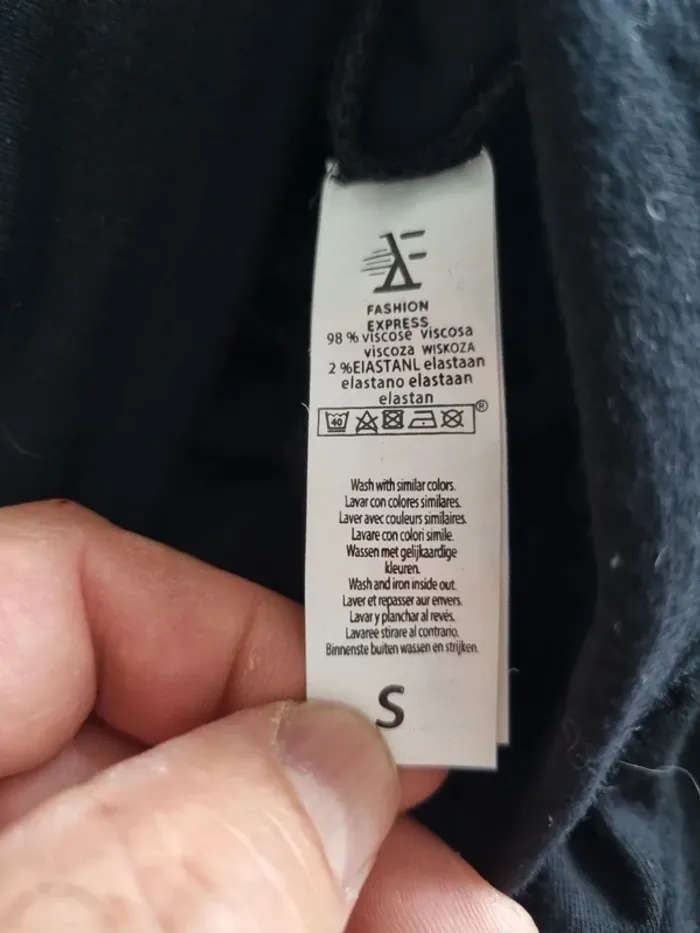 FASHION
EXPRESS
98 % viscose viscosa
viscoza WISKOZA
2 %ElASTANL elastaan
elastano elastaan
elastan
40 ®
Wash with similar colors.
Lavar con colores similares.
Laver avec couleurs similaires.
Lavare con colori simile.
Wassen met gelijkaardige
kleuren.
Wash and iron inside out.
Laver et repasser aur envers.
Lavar y planchar al revés.
Lavaree stirare al contrario.
Binnenste buiten wassen en strijken.
S